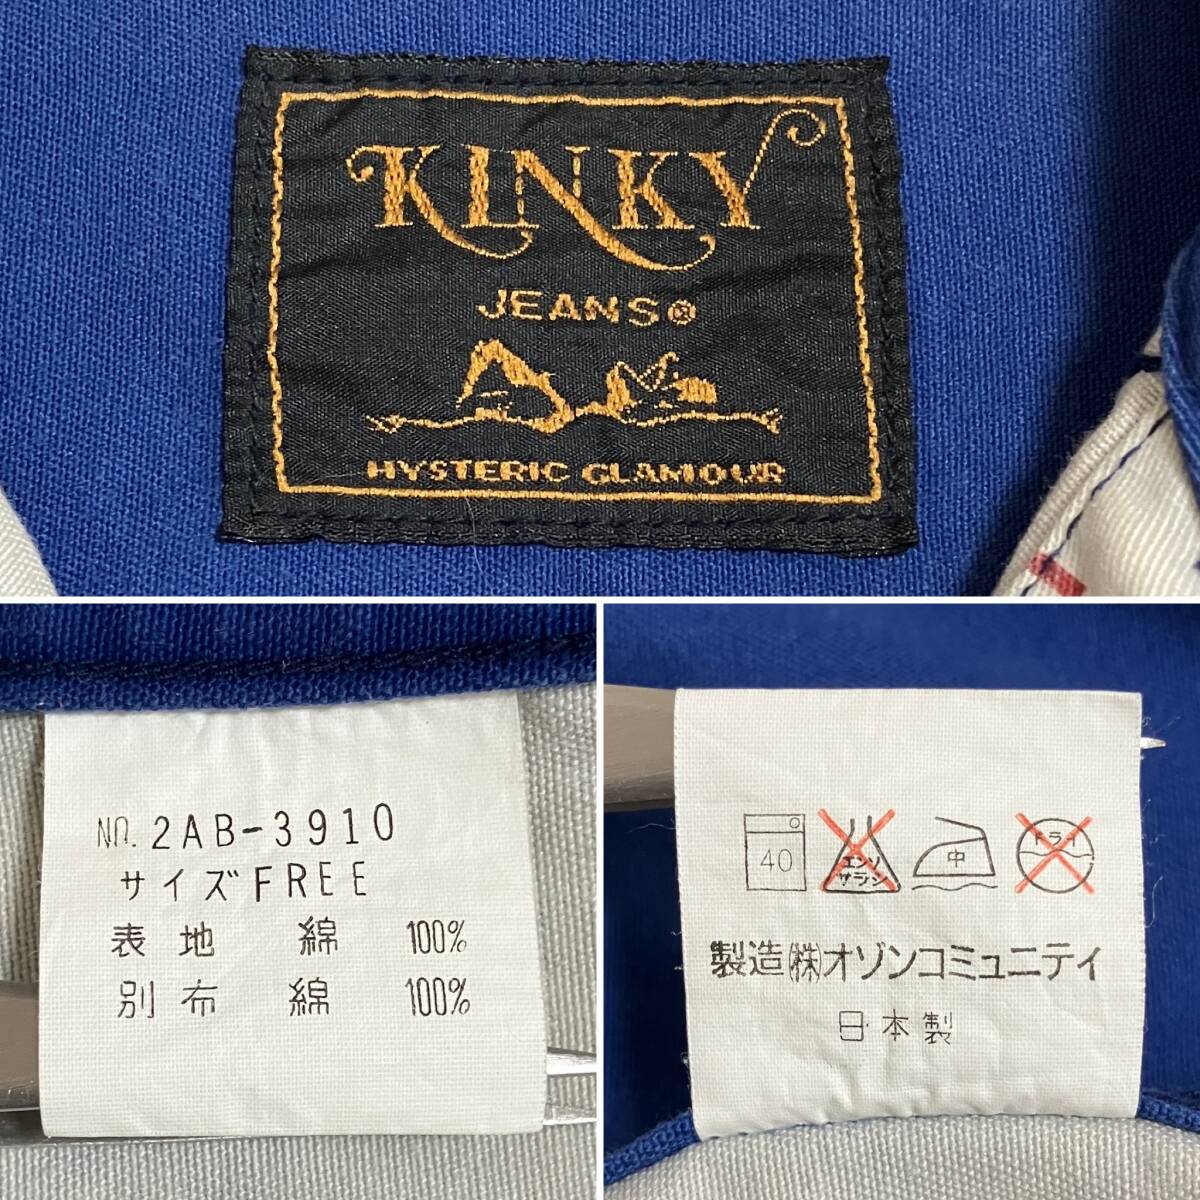 KINKY
JEANS®
HYSTERIC GLAMOUR
NO. 2AB-3910
サイズFREE
表地 綿 100%
別布 綿 100%
40 エンソ 中 ドライ
サラシ
製造(株)オゾンコミュニティ
日本製